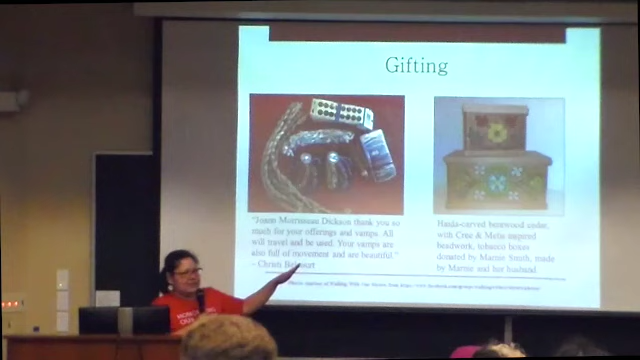 Gifting
"Jaxen Morrisseau Dickson thank you so
much for your offerings and vamps. All
will travel and be used. Your vamps are
also full of movement and are beautiful."
– Christi Belcourt
Haida-carved bentwood cedar,
with Cree & Metis inspired
beadwork, tobacco boxes
donated by Marnie Smith, made
by Marnie and her husband.